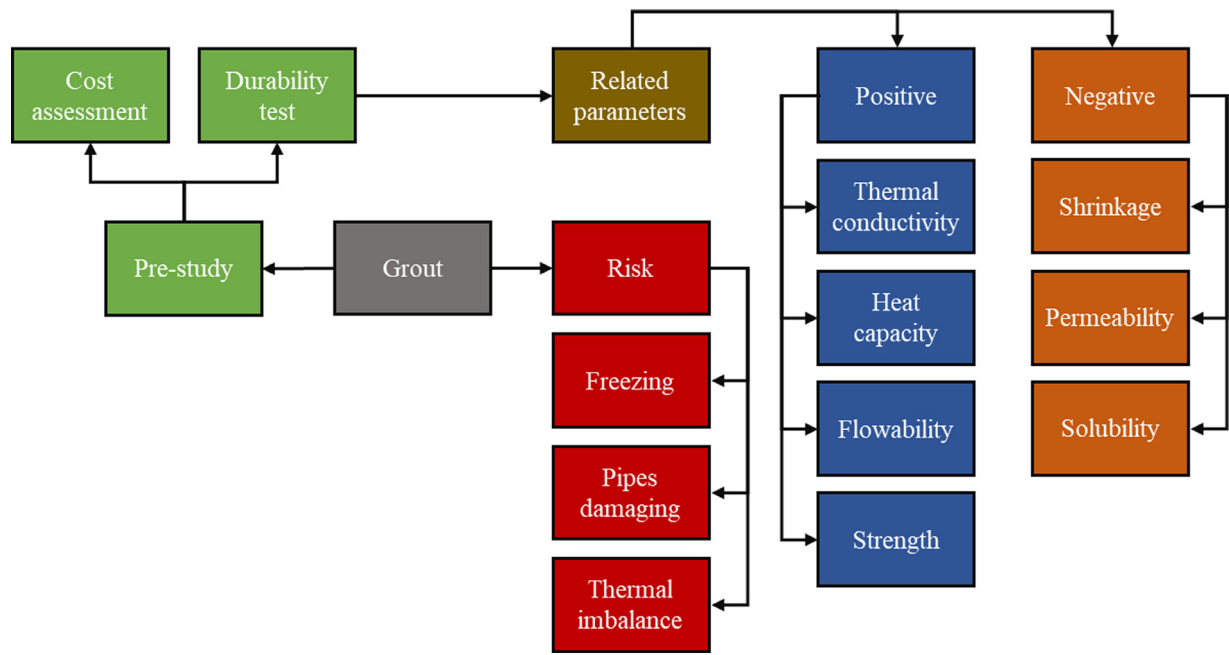 Cost
assessment
Durability
test
Related
parameters
Positive
Negative
Thermal
conductivity
Shrinkage
Pre-study
Grout
Risk
Heat
capacity
Permeability
Freezing
Flowability
Solubility
Pipes
damaging
Strength
Thermal
imbalance